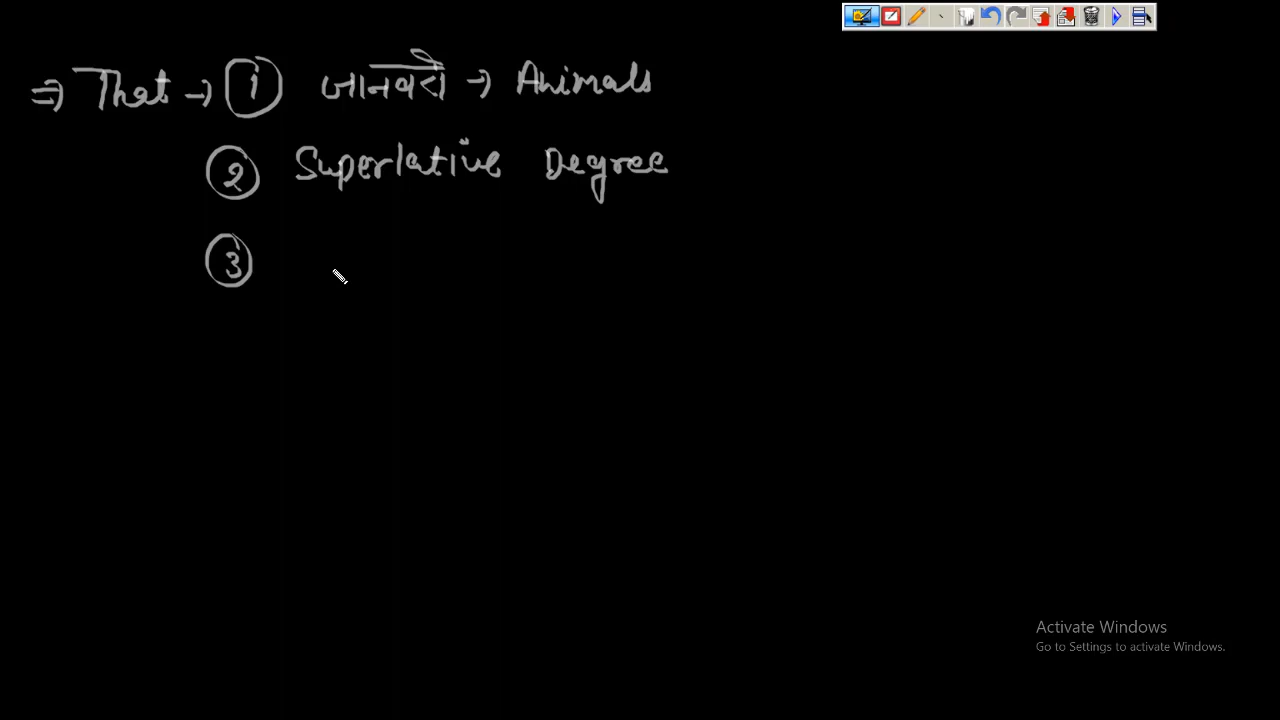 ⇒ That → ① जानवरों → Animals
② Superlative Degree
③
Activate Windows
Go to Settings to activate Windows.